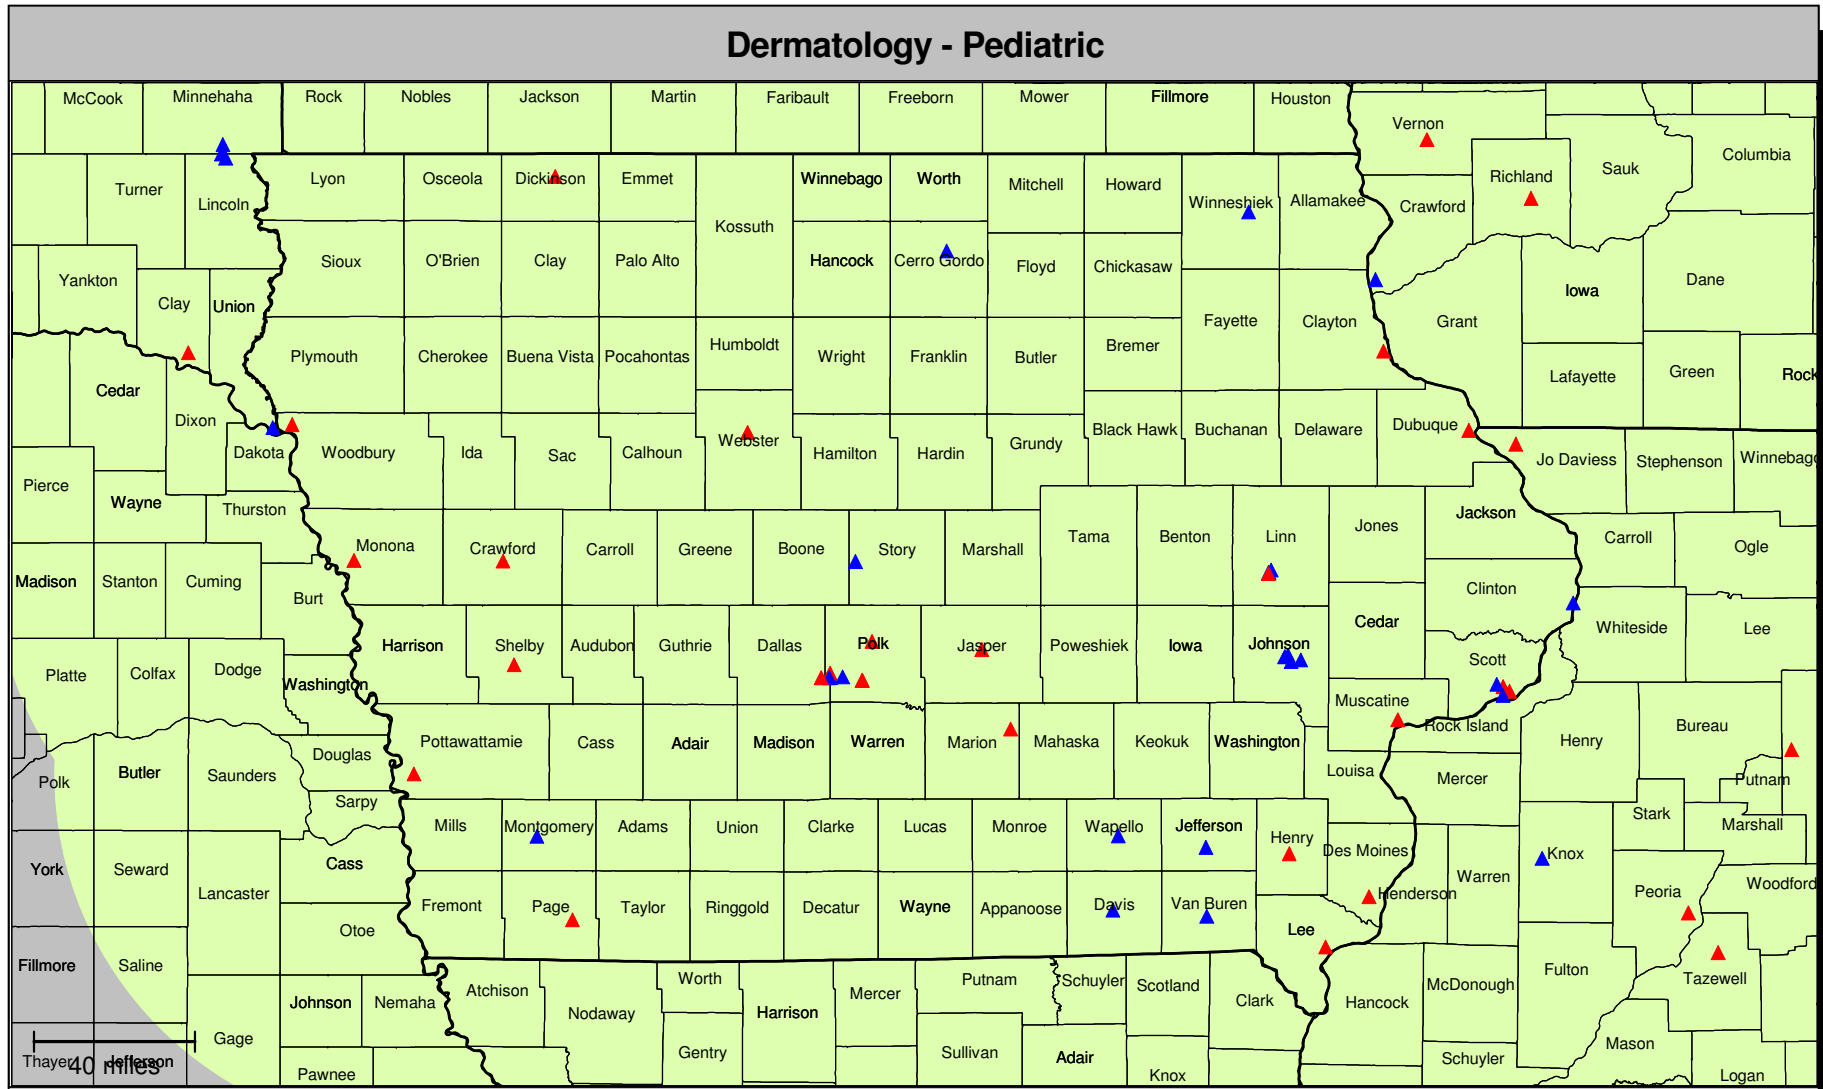 Dermatology - Pediatric
McCook Minnehaha Rock Nobles Jackson Martin Faribault Freeborn Mower Fillmore Houston
Vernon
Turner Lincoln Lyon Osceola Dickinson Emmet Kossuth Winnebago Worth Mitchell Howard Winneshiek Allamakee Crawford Richland Sauk Columbia
Yankton Clay Union Sioux O'Brien Clay Palo Alto Hancock Cerro Gordo Floyd Chickasaw Iowa Dane
Cedar Plymouth Cherokee Buena Vista Pocahontas Humboldt Wright Franklin Butler Bremer Fayette Clayton Grant Lafayette Green Rock
Dixon Dakota Woodbury Ida Sac Calhoun Webster Hamilton Hardin Grundy Black Hawk Buchanan Delaware Dubuque Jo Daviess Stephenson Winnebago
Pierce Wayne Thurston
Monona Crawford Carroll Greene Boone Story Marshall Tama Benton Linn Jones Jackson Carroll Ogle
Madison Stanton Cuming Burt Clinton
Platte Colfax Dodge Washington Harrison Shelby Audubon Guthrie Dallas Polk Jasper Poweshiek Iowa Johnson Cedar Scott Whiteside Lee
Muscatine Rock Island
Polk Butler Saunders Douglas Pottawattamie Cass Adair Madison Warren Marion Mahaska Keokuk Washington Louisa Mercer Henry Bureau Putnam
Sarpy Mills Montgomery Adams Union Clarke Lucas Monroe Wapello Jefferson Henry Des Moines Stark Marshall
York Seward Lancaster Cass Warren Knox Peoria Woodford
Otoe Fremont Page Taylor Ringgold Decatur Wayne Appanoose Davis Van Buren Lee Henderson
Fillmore Saline Johnson Nemaha Atchison Nodaway Worth Harrison Mercer Putnam Schuyler Scotland Clark Hancock McDonough Fulton Tazewell
Gage Gentry Sullivan Adair Schuyler Mason
Thayer Jefferson Pawnee Knox Logan
40 miles